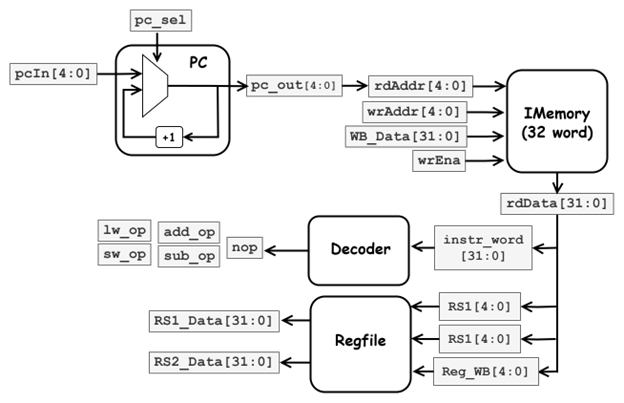 pc_sel
PC
pcIn[4:0]
+1
pc_out[4:0]
rdAddr[4:0]
wrAddr[4:0]
WB_Data[31:0]
wrEna
IMemory
(32 word)
rdData[31:0]
lw_op
add_op
sw_op
sub_op
nop
Decoder
instr_word
[31:0]
RS1_Data[31:0]
RS2_Data[31:0]
Regfile
RS1[4:0]
RS1[4:0]
Reg_WB[4:0]